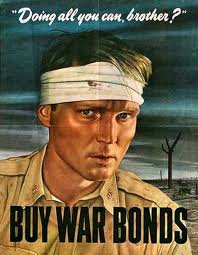 "Doing all you can, brother?"
BUY WAR BONDS